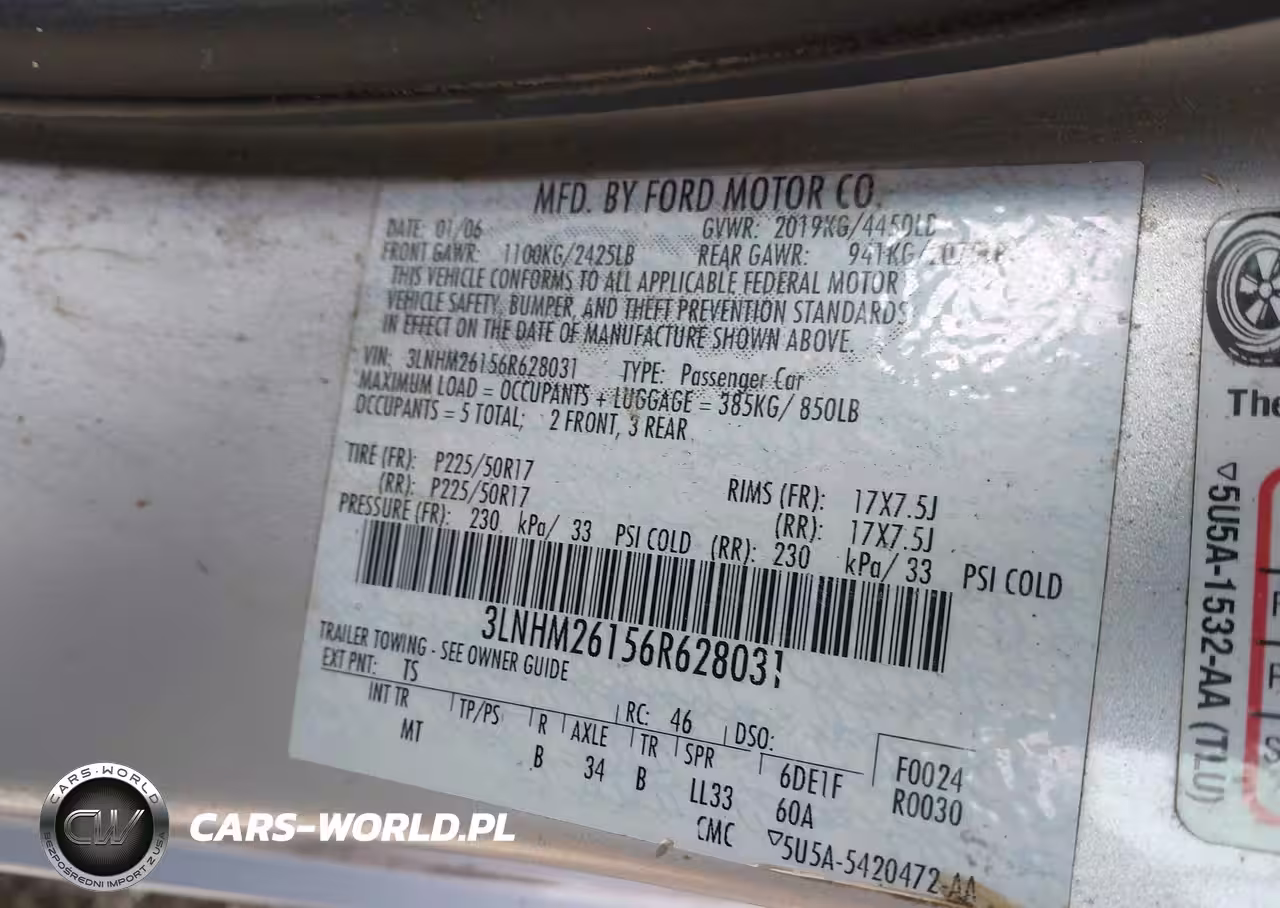 MFD. BY FORD MOTOR CO.
DATE: 01/06 GVWR: 2019KG/4450LB
FRONT GAWR: 1100KG/2425LB REAR GAWR: 941KG/
THIS VEHICLE CONFORMS TO ALL APPLICABLE FEDERAL MOTOR
VEHICLE SAFETY, BUMPER, AND THEFT PREVENTION STANDARDS
IN EFFECT ON THE DATE OF MANUFACTURE SHOWN ABOVE.
VIN: 3LNHM26156R628031 TYPE: Passenger Car
MAXIMUM LOAD = OCCUPANTS + LUGGAGE = 385KG/ 850LB
OCCUPANTS = 5 TOTAL; 2 FRONT, 3 REAR
TIRE (FR): P225/50R17 RIMS (FR): 17X7.5J
(RR): P225/50R17 (RR): 17X7.5J
PRESSURE (FR): 230 kPa/ 33 PSI COLD (RR): 230 kPa/ 33 PSI COLD
3LNHM26156R628031
TRAILER TOWING - SEE OWNER GUIDE
EXT PNT: TS RC: 46 DSO:
INT TR TP/PS R AXLE TR SPR 6DE1F F0024
MT B 34 B LL33 60A R0030
CMC ▽5U5A-5420472-AA
The
▽5U5A-1532-AA (TLU)
CARS-WORLD
CW
BEZPOŚREDNI IMPORT Z USA
CARS-WORLD.PL